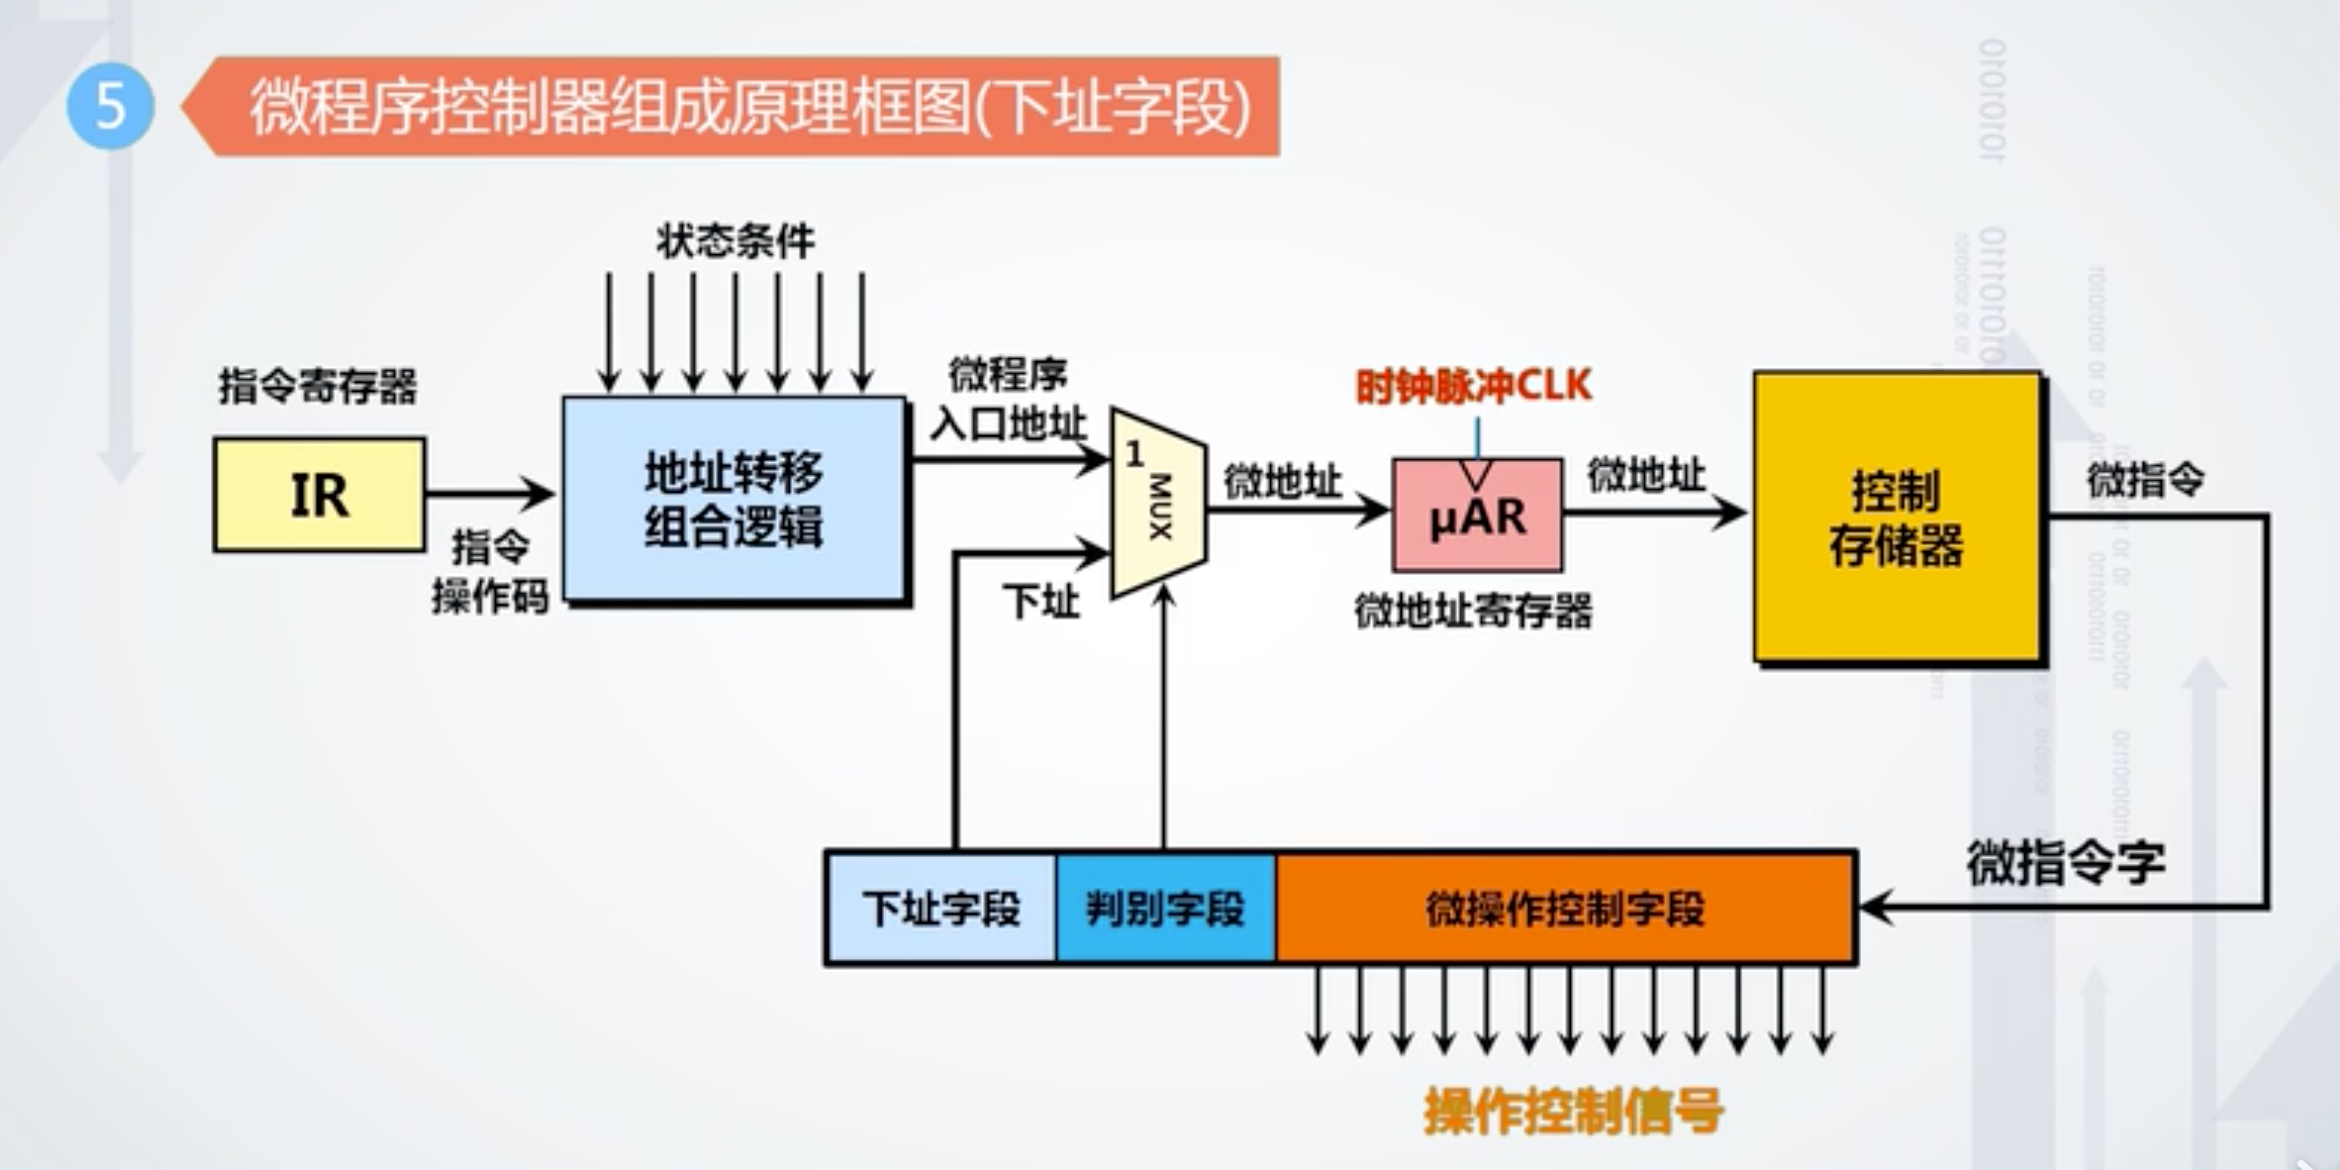 5
微程序控制器组成原理框图(下址字段)
状态条件
指令寄存器
IR
指令
操作码
地址转移
组合逻辑
微程序
入口地址
下址
1
MUX
微地址
时钟脉冲CLK
μAR
微地址寄存器
微地址
控制
存储器
微指令
微指令字
下址字段
判别字段
微操作控制字段
操作控制信号